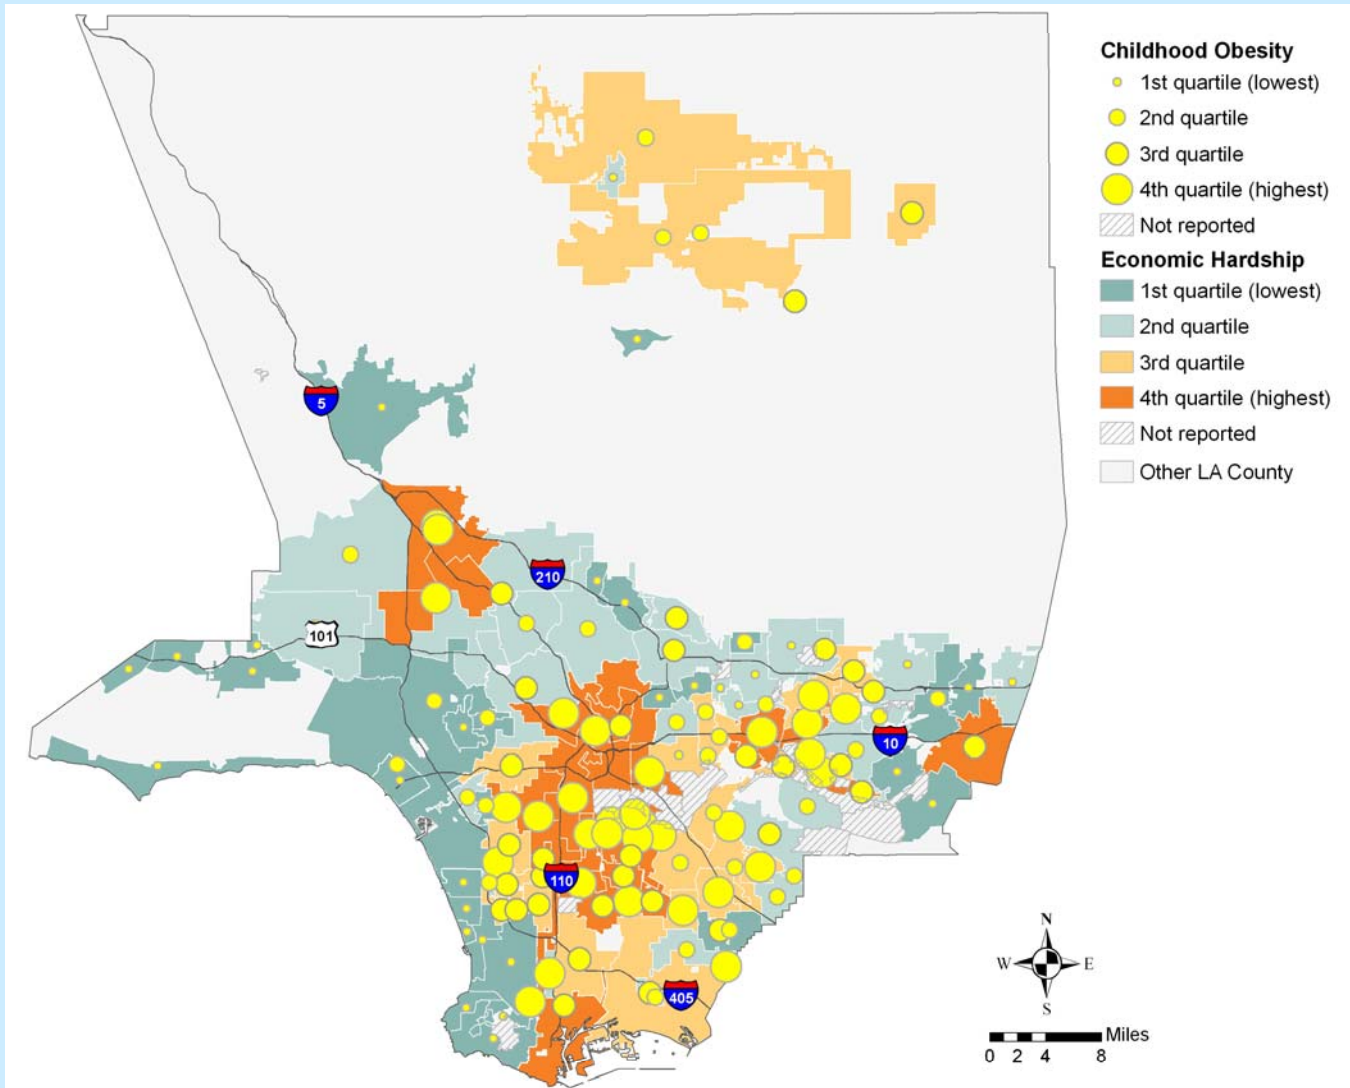 Childhood Obesity
1st quartile (lowest)
2nd quartile
3rd quartile
4th quartile (highest)
Not reported
Economic Hardship
1st quartile (lowest)
2nd quartile
3rd quartile
4th quartile (highest)
Not reported
Other LA County
5
210
101
10
110
405
N
W E
S
Miles
0 2 4 8